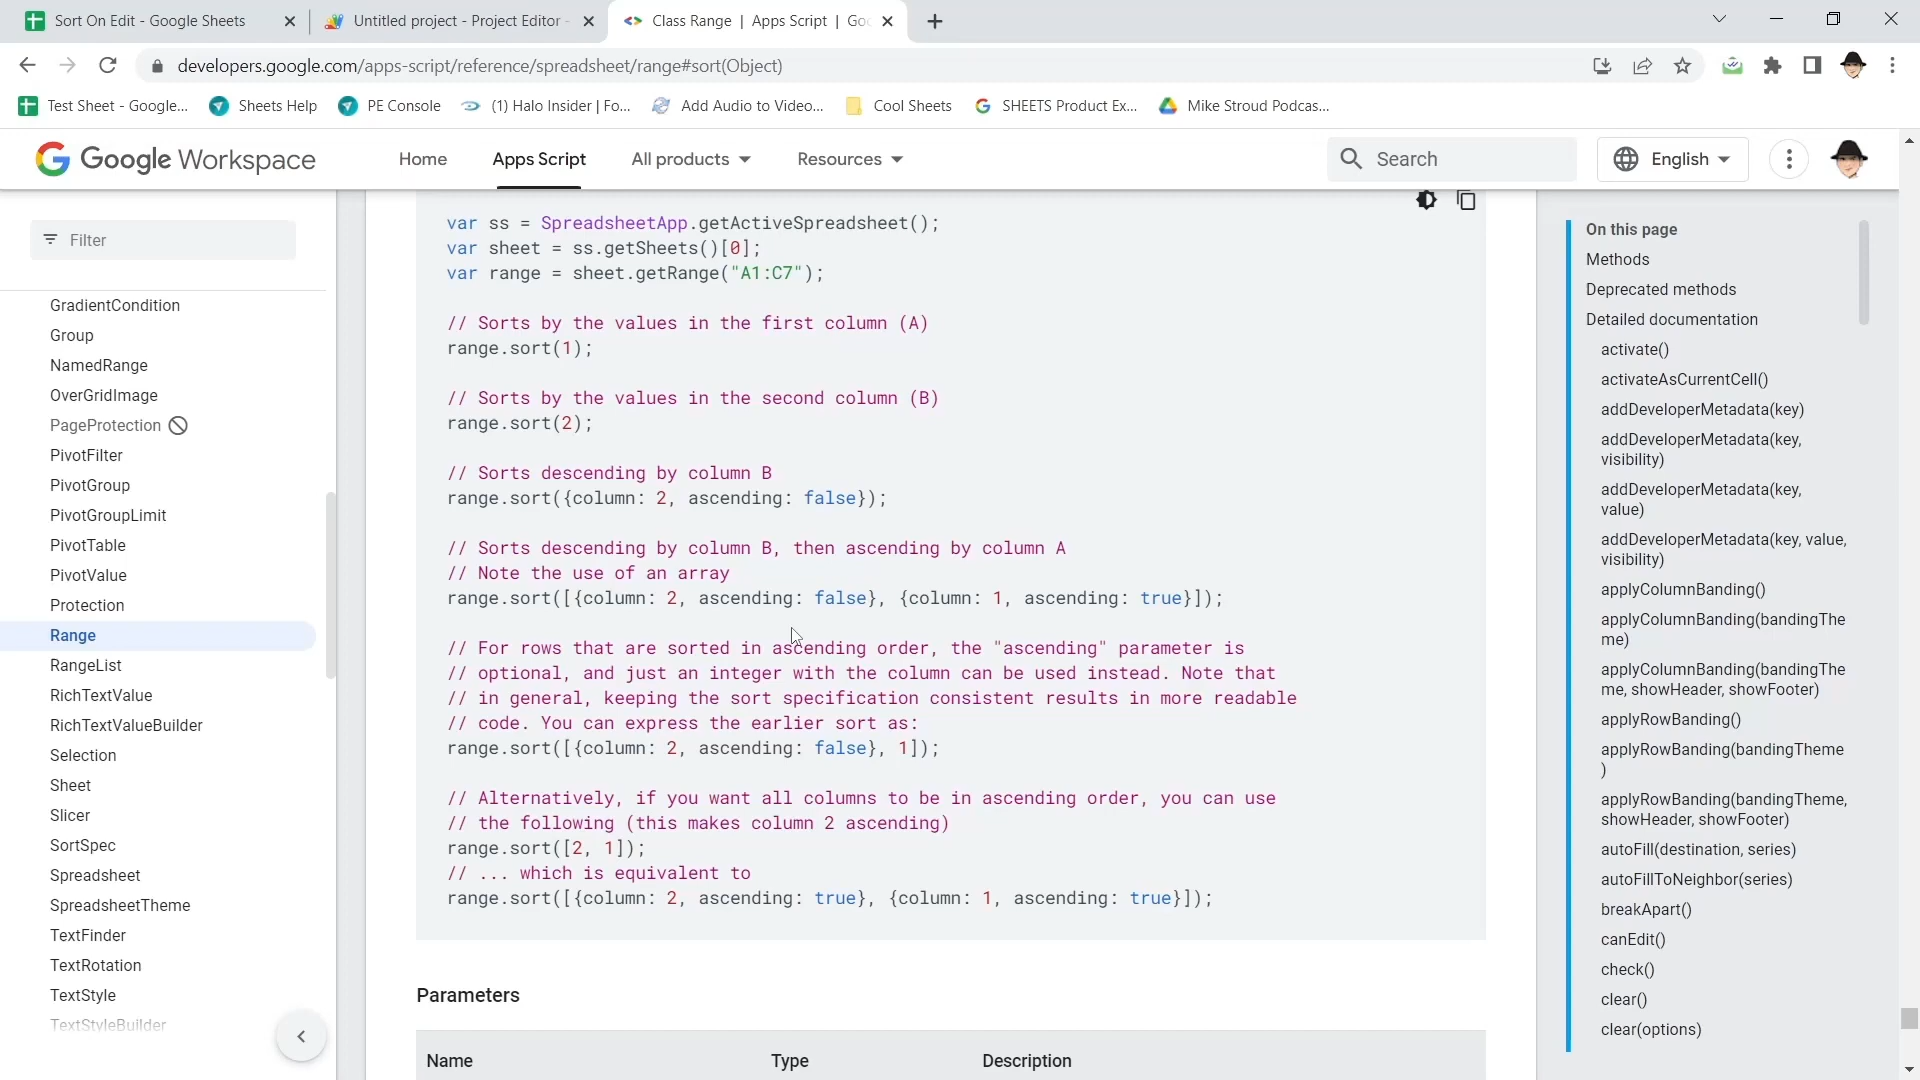 Sort On Edit - Google Sheets
Untitled project - Project Editor -
Class Range | Apps Script | Goo
developers.google.com/apps-script/reference/spreadsheet/range#sort(Object)
Test Sheet - Google...
Sheets Help
PE Console
(1) Halo Insider | Fo...
Add Audio to Video...
Cool Sheets
SHEETS Product Ex...
Mike Stroud Podcas...
Google Workspace
Home
Apps Script
All products
Resources
Search
English
Filter
GradientCondition
Group
NamedRange
OverGridImage
PageProtection
PivotFilter
PivotGroup
PivotGroupLimit
PivotTable
PivotValue
Protection
Range
RangeList
RichTextValue
RichTextValueBuilder
Selection
Sheet
Slicer
SortSpec
Spreadsheet
SpreadsheetTheme
TextFinder
TextRotation
TextStyle
TextStyleBuilder
var ss = SpreadsheetApp.getActiveSpreadsheet();
var sheet = ss.getSheets()[0];
var range = sheet.getRange("A1:C7");
// Sorts by the values in the first column (A)
range.sort(1);
// Sorts by the values in the second column (B)
range.sort(2);
// Sorts descending by column B
range.sort({column: 2, ascending: false});
// Sorts descending by column B, then ascending by column A
// Note the use of an array
range.sort([{column: 2, ascending: false}, {column: 1, ascending: true}]);
// For rows that are sorted in ascending order, the "ascending" parameter is
// optional, and just an integer with the column can be used instead. Note that
// in general, keeping the sort specification consistent results in more readable
// code. You can express the earlier sort as:
range.sort([{column: 2, ascending: false}, 1]);
// Alternatively, if you want all columns to be in ascending order, you can use
// the following (this makes column 2 ascending)
range.sort([2, 1]);
// ... which is equivalent to
range.sort([{column: 2, ascending: true}, {column: 1, ascending: true}]);
Parameters
Name
Type
Description
On this page
Methods
Deprecated methods
Detailed documentation
activate()
activateAsCurrentCell()
addDeveloperMetadata(key)
addDeveloperMetadata(key,
visibility)
addDeveloperMetadata(key,
value)
addDeveloperMetadata(key, value,
visibility)
applyColumnBanding()
applyColumnBanding(bandingThe
me)
applyColumnBanding(bandingThe
me, showHeader, showFooter)
applyRowBanding()
applyRowBanding(bandingTheme
)
applyRowBanding(bandingTheme,
showHeader, showFooter)
autoFill(destination, series)
autoFillToNeighbor(series)
breakApart()
canEdit()
check()
clear()
clear(options)